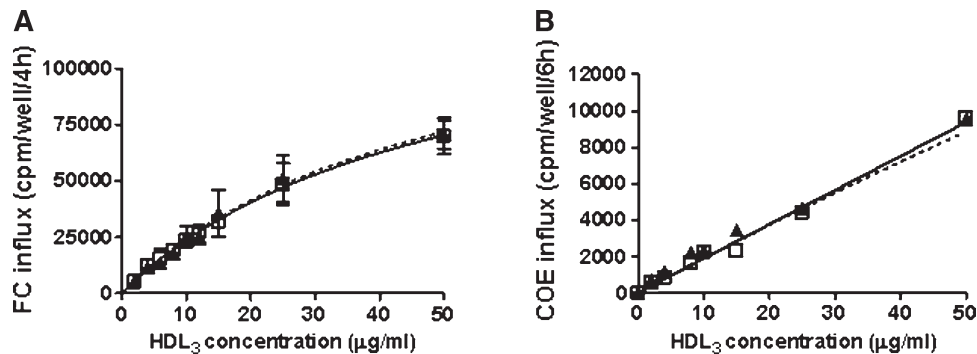 A
FC influx (cpm/well/4h)
100000
75000
50000
25000
0
0 10 20 30 40 50
HDL3 concentration (µg/ml)
B
COE influx (cpm/well/6h)
12000
10000
8000
6000
4000
2000
0
0 10 20 30 40 50
HDL3 concentration (µg/ml)